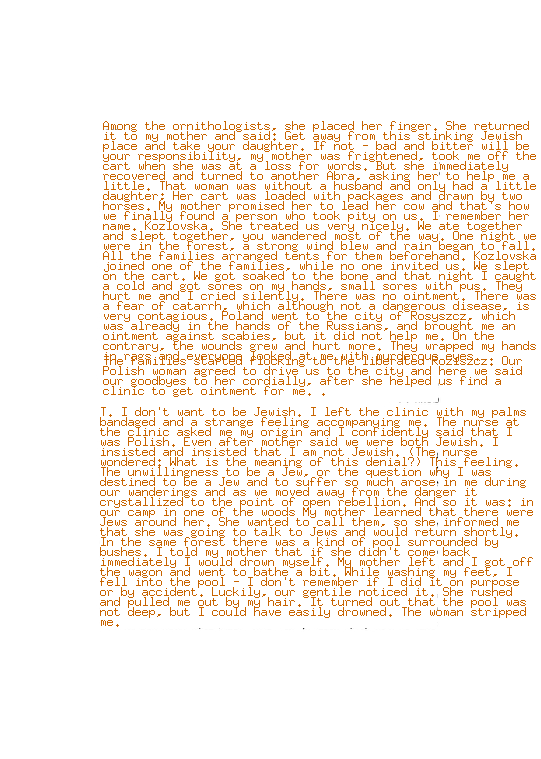 Among the ornithologists, she placed her finger. She returned
it to my mother and said: Get away from this stinking Jewish
place and take your daughter. If not - bad and bitter will be
your responsibility, my mother was frightened, took me off the
cart when she was at a loss for words. But she immediately
recovered and turned to another Abra, asking her to help me a
little. That woman was without a husband and only had a little
daughter; Her cart was loaded with packages and drawn by two
horses. My mother promised her to lead her cow and that's how
we finally found a person who took pity on us. I remember her
name. Kozlovska. She treated us very nicely. We ate together
and slept together, you wandered most of the way. One night we
were in the forest, a strong wind blew and rain began to fall.
All the families arranged tents for them beforehand. Kozlovska
joined one of the families, while no one invited us. We slept
on the cart. We got soaked to the bone and that night I caught
a cold and got sores on my hands, small sores with pus. They
hurt me and I cried silently. There was no ointment. There was
a fear of catarrh, which although not a dangerous disease, is
very contagious. Poland went to the city of Rosyszcz, which
was already in the hands of the Russians, and brought me an
ointment against scabies, but it did not help me. On the
contrary, the wounds grew and hurt more. They wrapped my hands
in rags and everyone looked at me with murderous eyes.
The families started flocking to the liberated Roziszcz: Our
Polish woman agreed to drive us to the city and here we said
our goodbyes to her cordially, after she helped us find a
clinic to get ointment for me. .
T. I don't want to be Jewish. I left the clinic with my palms
bandaged and a strange feeling accompanying me. The nurse at
the clinic asked me my origin and I confidently said that I
was Polish. Even after mother said we were both Jewish. I
insisted and insisted that I am not Jewish. (The nurse
wondered: What is the meaning of this denial?) This feeling.
The unwillingness to be a Jew, or the question why I was
destined to be a Jew and to suffer so much arose in me during
our wanderings and as we moved away from the danger it
crystallized to the point of open rebellion. And so it was: in
our camp in one of the woods My mother learned that there were
Jews around her. She wanted to call them, so she informed me
that she was going to talk to Jews and would return shortly.
In the same forest there was a kind of pool surrounded by
bushes. I told my mother that if she didn't come back
immediately I would drown myself. My mother left and I got off
the wagon and went to bathe a bit. While washing my feet, I
fell into the pool - I don't remember if I did it on purpose
or by accident. Luckily, our gentile noticed it. She rushed
and pulled me out by my hair. It turned out that the pool was
not deep, but I could have easily drowned. The woman stripped
me.